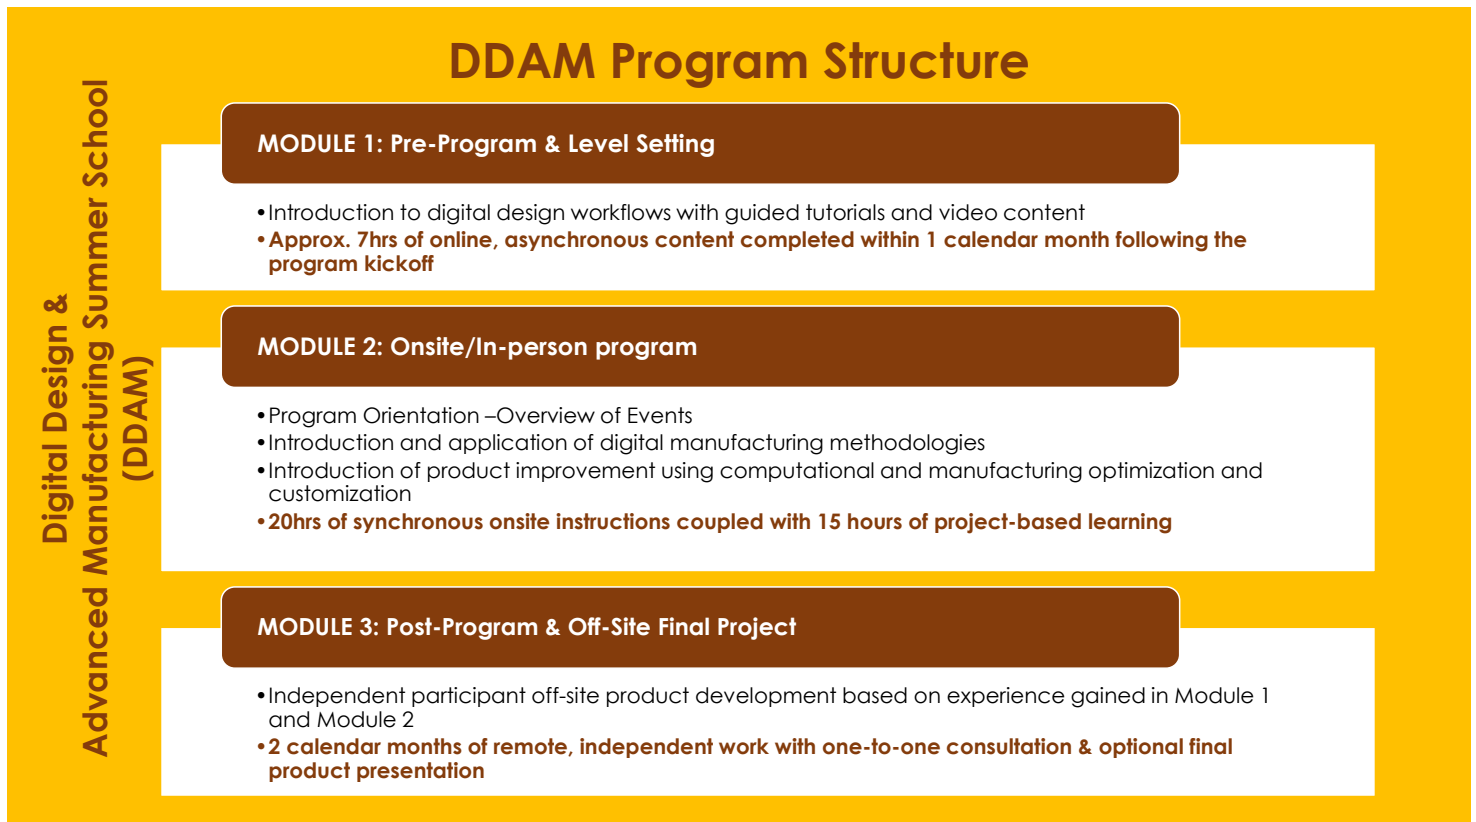 DDAM Program Structure
Digital Design &
Advanced Manufacturing Summer School
(DDAM)
MODULE 1: Pre-Program & Level Setting
•Introduction to digital design workflows with guided tutorials and video content
•Approx. 7hrs of online, asynchronous content completed within 1 calendar month following the
program kickoff
MODULE 2: Onsite/In-person program
•Program Orientation –Overview of Events
•Introduction and application of digital manufacturing methodologies
•Introduction of product improvement using computational and manufacturing optimization and
customization
•20hrs of synchronous onsite instructions coupled with 15 hours of project-based learning
MODULE 3: Post-Program & Off-Site Final Project
•Independent participant off-site product development based on experience gained in Module 1
and Module 2
•2 calendar months of remote, independent work with one-to-one consultation & optional final
product presentation